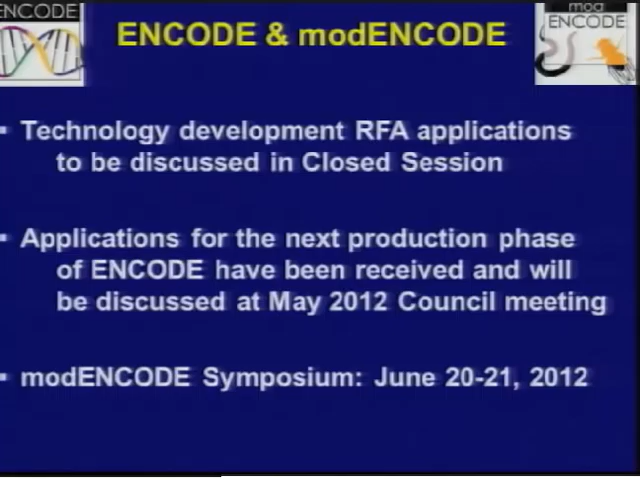 ENCODE
ENCODE & modENCODE
mod
ENCODE
Technology development RFA applications
to be discussed in Closed Session
Applications for the next production phase
of ENCODE have been received and will
be discussed at May 2012 Council meeting
modENCODE Symposium: June 20-21, 2012